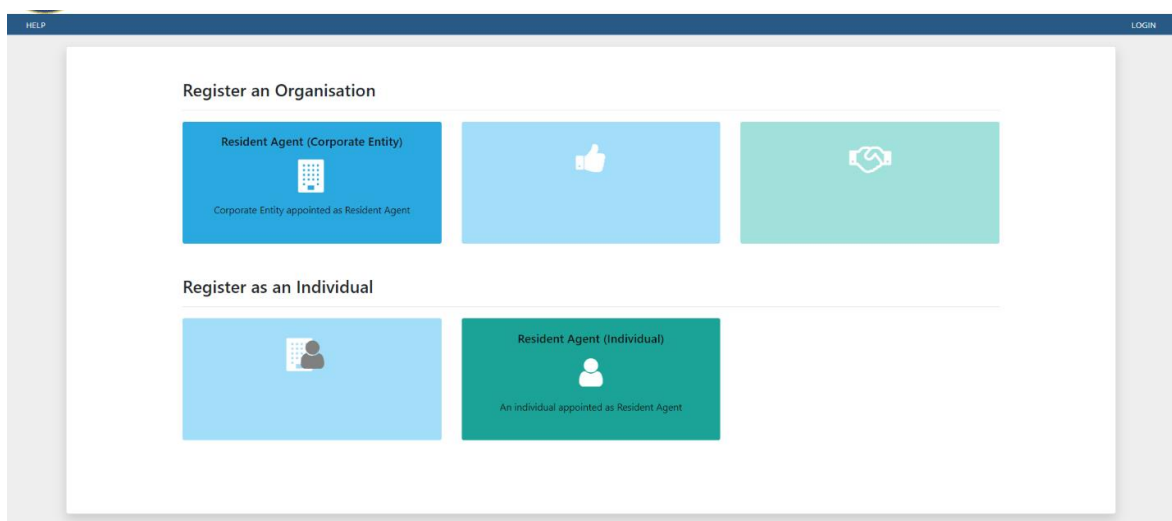 HELP
LOGIN
Register an Organisation
Resident Agent (Corporate Entity)
Corporate Entity appointed as Resident Agent
Register as an Individual
Resident Agent (Individual)
An individual appointed as Resident Agent